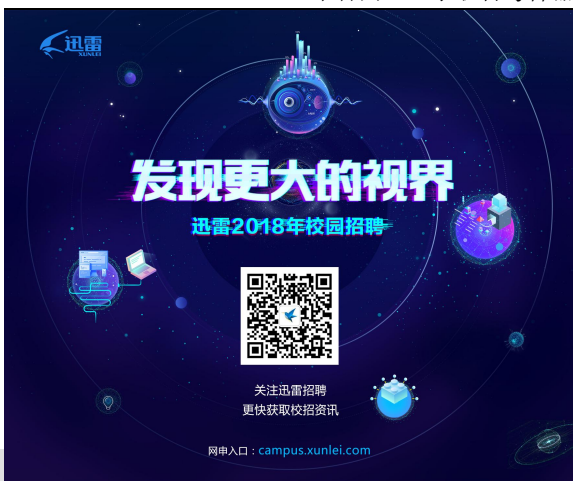 迅雷
XUNLEI
发现更大的视界
迅雷2018年校园招聘
关注迅雷招聘
更快获取校招资讯
网申入口：campus.xunlei.com